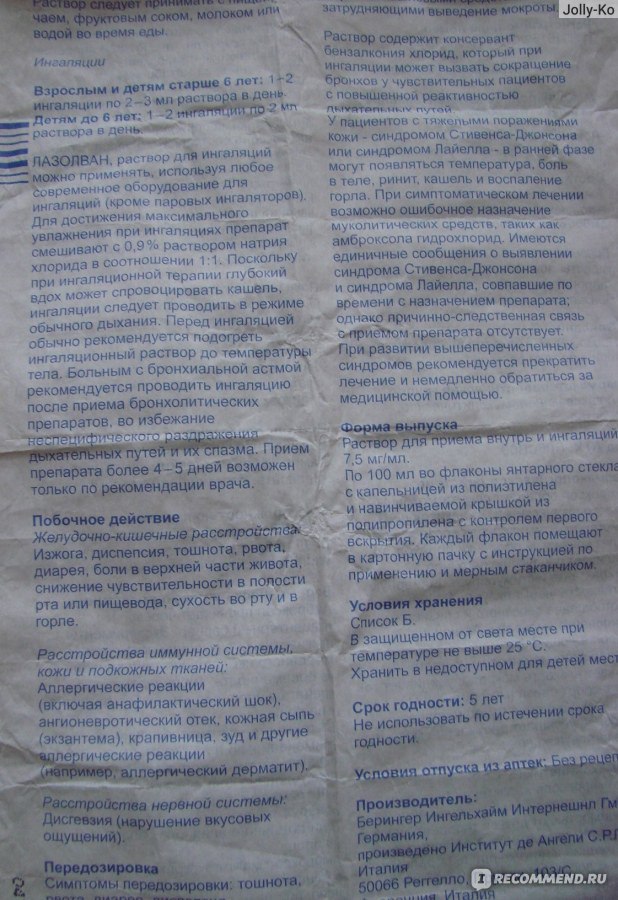 Раствор следует принимать с пищей,
чаем, фруктовым соком, молоком или
водой во время еды.
Ингаляции
Взрослым и детям старше 6 лет: 1–2
ингаляции по 2–3 мл раствора в день.
Детям до 6 лет: 1–2 ингаляции по 2 мл
раствора в день.
ЛАЗОЛВАН, раствор для ингаляций
можно применять, используя любое
современное оборудование для
ингаляций (кроме паровых ингаляторов).
Для достижения максимального
увлажнения при ингаляциях препарат
смешивают с 0,9% раствором натрия
хлорида в соотношении 1:1. Поскольку
при ингаляционной терапии глубокий
вдох может спровоцировать кашель,
ингаляции следует проводить в режиме
обычного дыхания. Перед ингаляцией
обычно рекомендуется подогреть
ингаляционный раствор до температуры
тела. Больным с бронхиальной астмой
рекомендуется проводить ингаляцию
после приема бронхолитических
препаратов, во избежание
неспецифического раздражения
дыхательных путей и их спазма. Прием
препарата более 4–5 дней возможен
только по рекомендации врача.
Побочное действие
Желудочно-кишечные расстройства:
Изжога, диспепсия, тошнота, рвота,
диарея, боли в верхней части живота,
снижение чувствительности в полости
рта или пищевода, сухость во рту и в
горле.
Расстройства иммунной системы,
кожи и подкожных тканей:
Аллергические реакции
(включая анафилактический шок),
ангионевротический отек, кожная сыпь
(экзантема), крапивница, зуд и другие
аллергические реакции
(например, аллергический дерматит).
Расстройства нервной системы:
Дисгевзия (нарушение вкусовых
ощущений).
Передозировка
Симптомы передозировки: тошнота,
рвота, диарея,
2
затрудняющими выведение мокроты.
Раствор содержит консервант
бензалкония хлорид, который при
ингаляции может вызвать сокращение
бронхов у чувствительных пациентов
с повышенной реактивностью
дыхательных путей.
У пациентов с тяжелыми поражениями
кожи - синдромом Стивенса-Джонсона
или синдромом Лайелла - в ранней фазе
могут появляться температура, боль
в теле, ринит, кашель и воспаление
горла. При симптоматическом лечении
возможно ошибочное назначение
муколитических средств, таких как
амброксола гидрохлорид. Имеются
единичные сообщения о выявлении
синдрома Стивенса-Джонсона
и синдрома Лайелла, совпавшие по
времени с назначением препарата;
однако причинно-следственная связь
с приемом препарата отсутствует.
При развитии вышеперечисленных
синдромов рекомендуется прекратить
лечение и немедленно обратиться за
медицинской помощью.
Форма выпуска
Раствор для приема внутрь и ингаляций
7,5 мг/мл.
По 100 мл во флаконы янтарного стекла
с капельницей из полиэтилена
и навинчиваемой крышкой из
полипропилена с контролем первого
вскрытия. Каждый флакон помещают
в картонную пачку с инструкцией по
применению и мерным стаканчиком.
Условия хранения
Список Б.
В защищенном от света месте при
температуре не выше 25 °С.
Хранить в недоступном для детей мест
Срок годности: 5 лет
Не использовать по истечении срока
годности.
Условия отпуска из аптек: Без рецеп
Производитель:
Берингер Ингельхайм Интернешнл Гм
Германия,
произведено Институт де Ангели С.Р.Л
Италия
50066 Реггелло, 103/С
Италия
Jolly-Ko
IRECOMMEND.RU